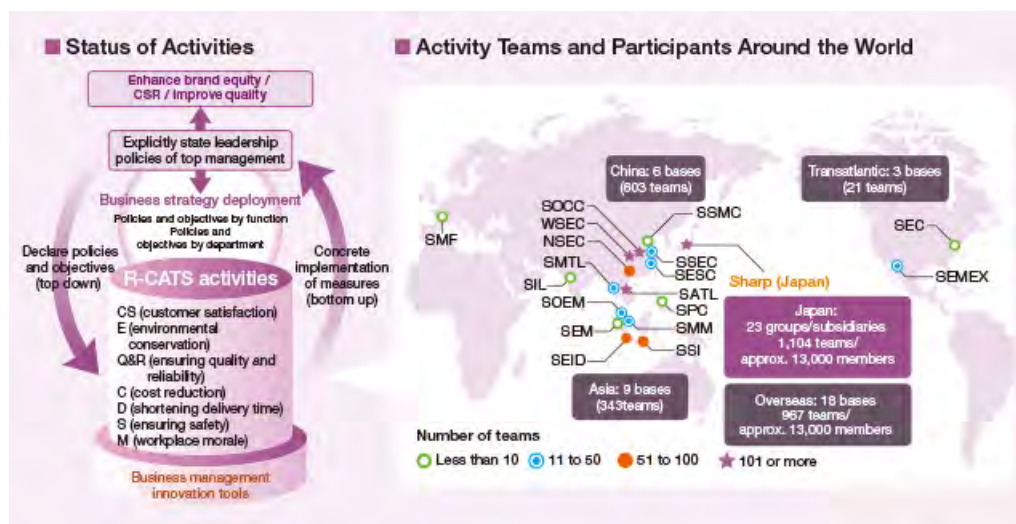 Status of Activities
Enhance brand equity /
CSR / improve quality
Explicitly state leadership
policies of top management
Business strategy deployment
Policies and objectives by function
Policies and
objectives by department
Declare policies
and objectives
(top down)
Concrete
implementation
of measures
(bottom up)
R-CATS activities
CS (customer satisfaction)
E (environmental
conservation)
Q&R (ensuring quality and
reliability)
C (cost reduction)
D (shortening delivery time)
S (ensuring safety)
M (workplace morale)
Business management
innovation tools
Activity Teams and Participants Around the World
China: 6 bases
(603 teams)
Transatlantic: 3 bases
(21 teams)
SOCC
WSEC
NSEC
SMTL
SIL
SOEM
SEM
SEID
SMF
SSMC
SSEC
SESC
Sharp (Japan)
SATL
SPC
SMM
SSI
SEC
SEMEX
Japan:
23 groups/subsidiaries
1,104 teams/
approx. 13,000 members
Asia: 9 bases
(343teams)
Overseas: 18 bases
967 teams/
approx. 13,000 members
Number of teams
Less than 10
11 to 50
51 to 100
101 or more